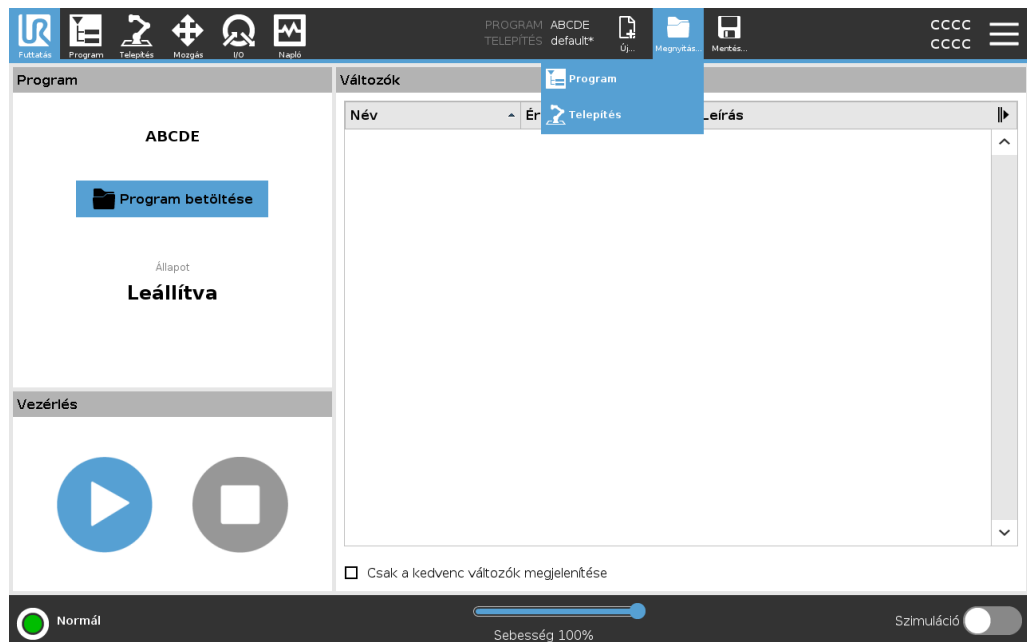 PROGRAM ABCDE
TELEPÍTÉS default*
CCCC
CCCC
Futtatás Program Telepítés Mozgás I/O Napló Új... Megnyitás... Mentés...
Program
Telepítés
Program
ABCDE
Program betöltése
Állapot
Leállítva
Vezérlés
Változók
Név Ér Leírás
Csak a kedvenc változók megjelenítése
Normál
Sebesség 100%
Szimuláció